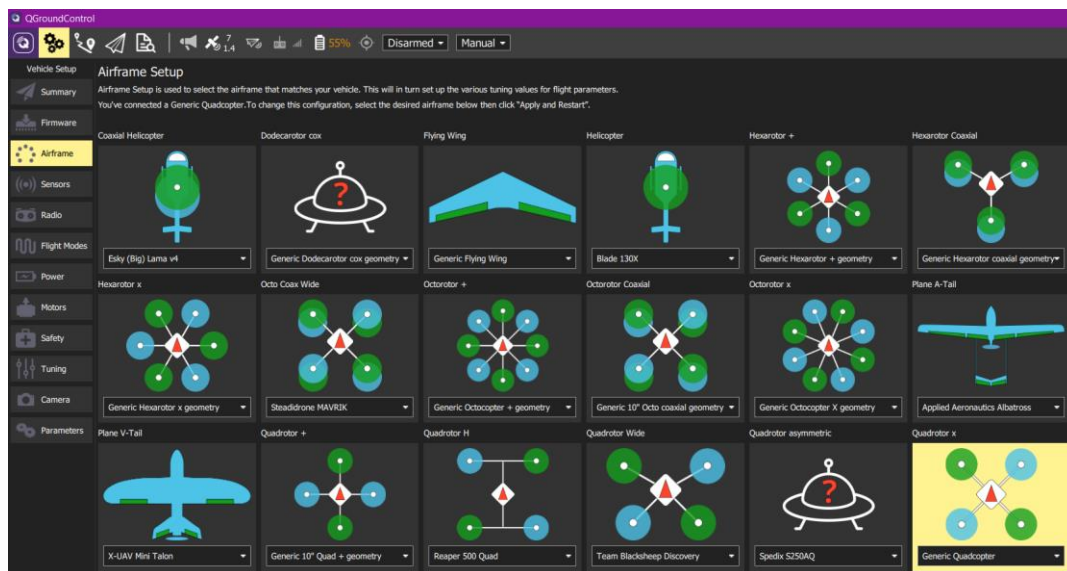 QGroundControl
7
1.4
55%
Disarmed
Manual
Vehicle Setup
Summary
Firmware
Airframe
Sensors
Radio
Flight Modes
Power
Motors
Safety
Tuning
Camera
Parameters
Airframe Setup
Airframe Setup is used to select the airframe that matches your vehicle. This will in turn set up the various tuning values for flight parameters.
You've connected a Generic Quadcopter.To change this configuration, select the desired airframe below then click "Apply and Restart".
Coaxial Helicopter
Dodecarotor cox
Flying Wing
Helicopter
Hexarotor +
Hexarotor Coaxial
?
Esky (Big) Lama v4
Generic Dodecarotor cox geometry
Generic Flying Wing
Blade 130X
Generic Hexarotor + geometry
Generic Hexarotor coaxial geometry
Hexarotor x
Octo Coax Wide
Octorotor +
Octorotor Coaxial
Octorotor x
Plane A-Tail
Generic Hexarotor x geometry
Steadidrone MAVRIK
Generic Octocopter + geometry
Generic 10" Octo coaxial geometry
Generic Octocopter X geometry
Applied Aeronautics Albatross
Plane V-Tail
Quadrotor +
Quadrotor H
Quadrotor Wide
Quadrotor asymmetric
Quadrotor x
?
X-UAV Mini Talon
Generic 10" Quad + geometry
Reaper 500 Quad
Team Blacksheep Discovery
Spedix S250AQ
Generic Quadcopter